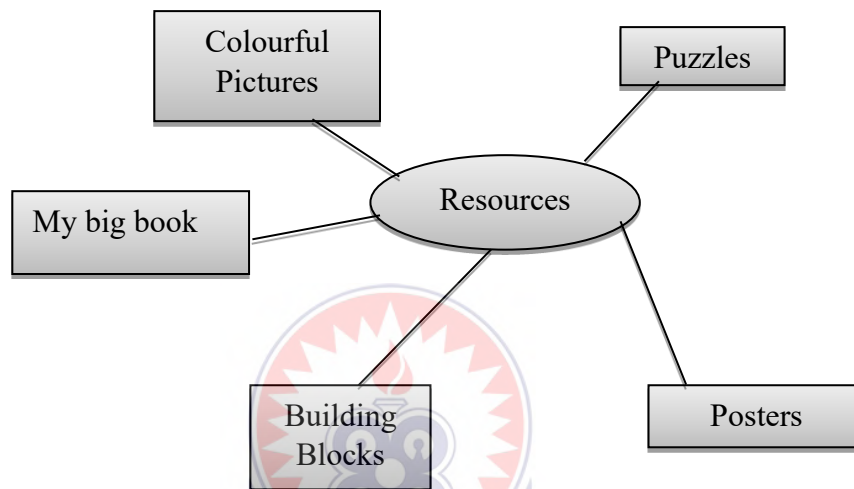 Colourful
Pictures
Puzzles
Resources
My big book
Building
Blocks
Posters